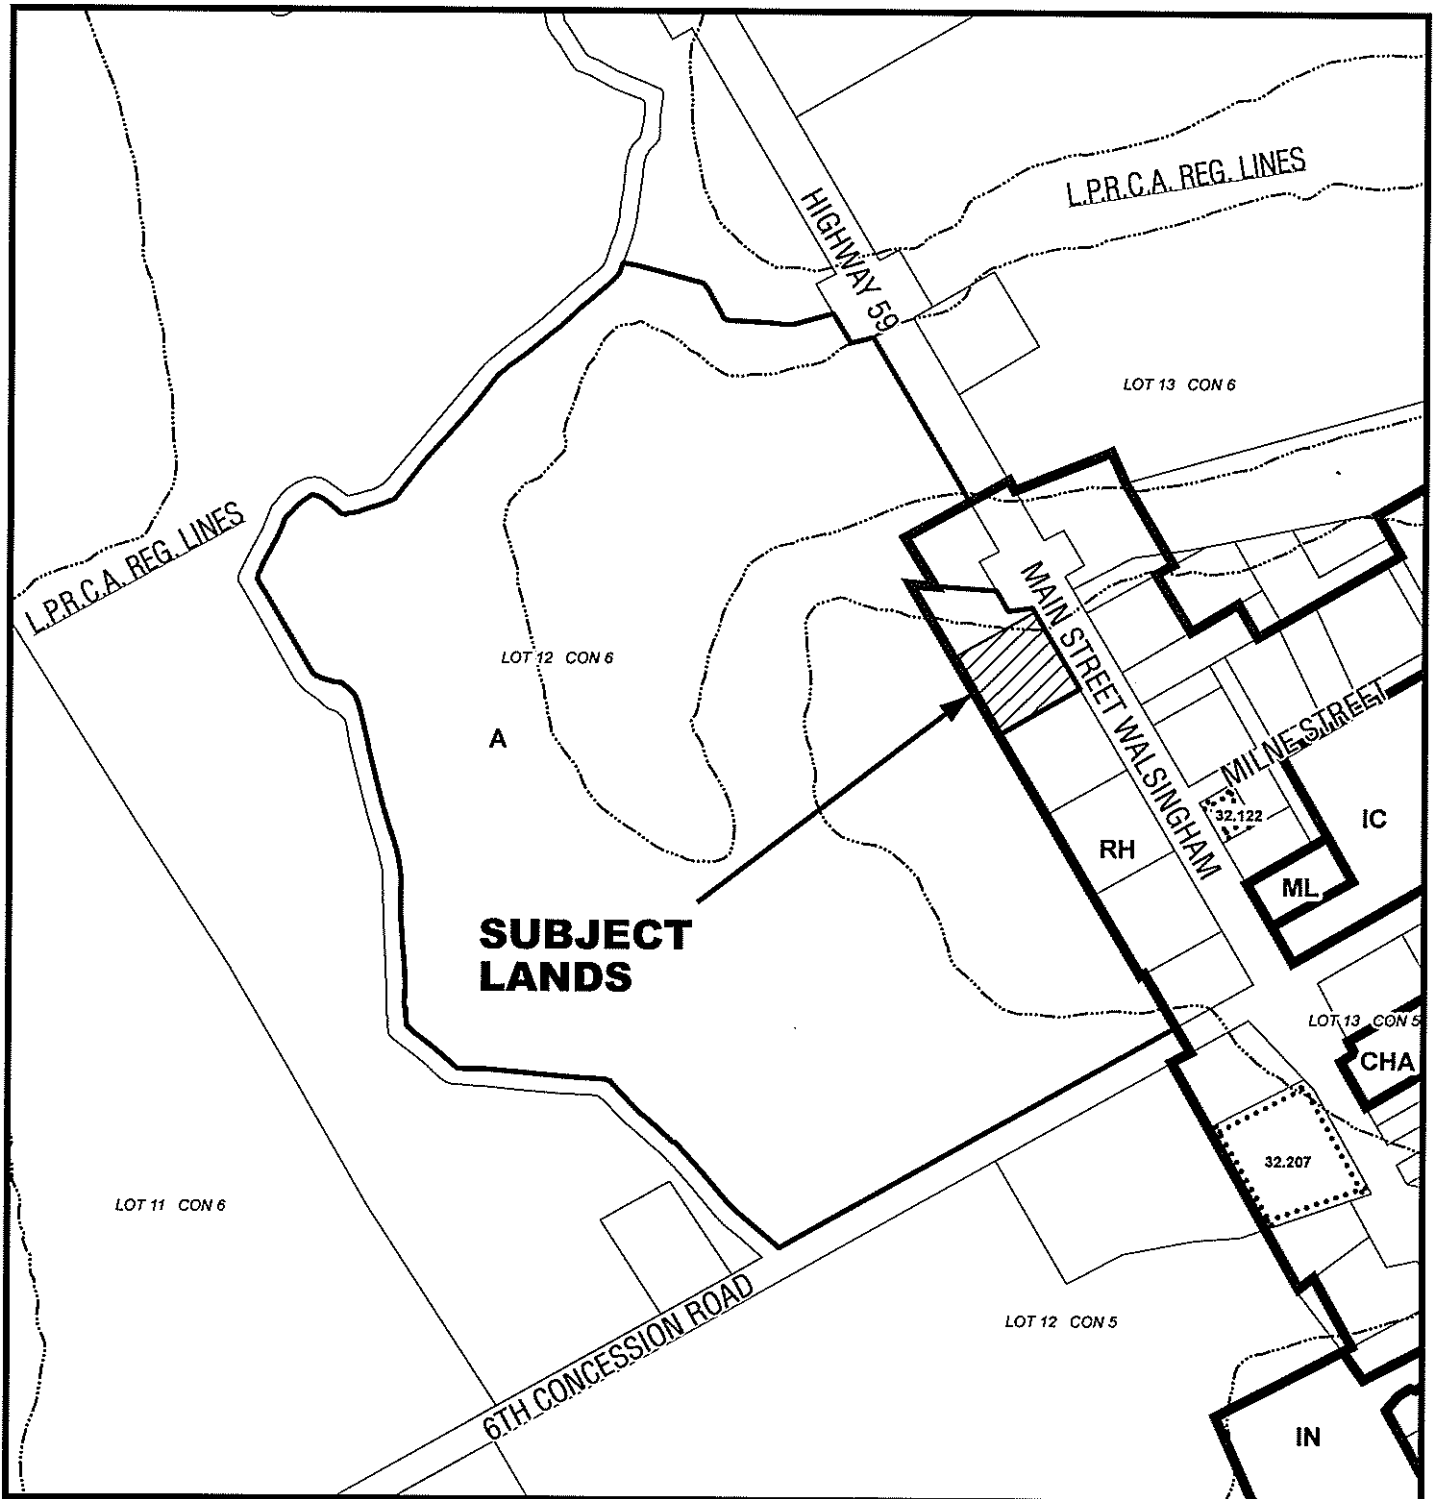 L.P.R.C.A. REG. LINES
HIGHWAY 59
LOT 13 CON 6
L.P.R.C.A. REG. LINES
MAIN STREET WALSINGHAM
LOT 12 CON 6
A
MILNE STREET
32.122
IC
RH
ML
SUBJECT
LANDS
LOT 13 CON 5
CHA
32.207
LOT 11 CON 6
6TH CONCESSION ROAD
LOT 12 CON 5
IN